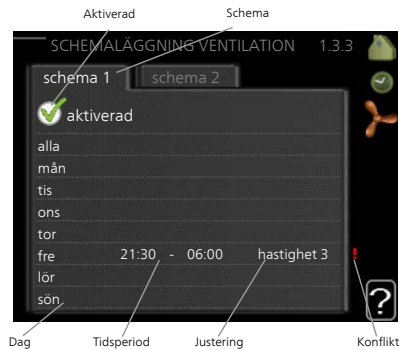 Aktiverad Schema
SCHEMALÄGGNING VENTILATION 1.3.3
schema 1 schema 2
aktiverad
alla
mån
tis
ons
tor
fre 21:30 - 06:00 hastighet 3 !
lör
sön
?
Dag Tidsperiod Justering Konflikt